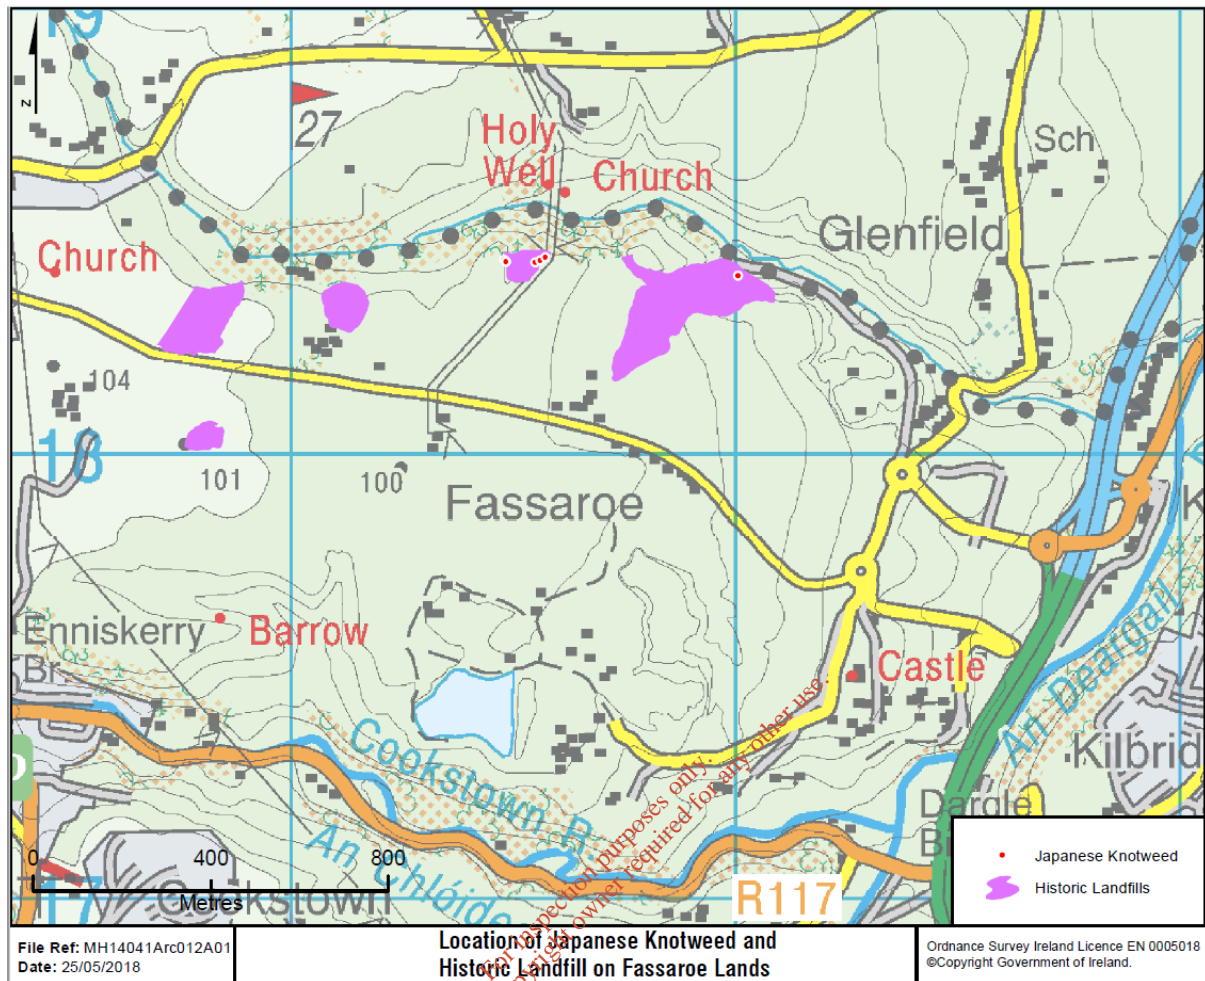 19
N
27
Holy
Well
Church
Sch
Glenfield
Church
104
18
101
100
Fassaroe
Enniskerry
Br.
Barrow
Castle
An Deargail
Kilbrid
Cookstown R
An Chlóide
Dargle
R117
0 400 800
Metres
Cookstown
17
For inspection purposes only.
Copyright owner required for any other use.
Japanese Knotweed
Historic Landfills
File Ref: MH14041Arc012A01
Date: 25/05/2018
Location of Japanese Knotweed and
Historic Landfill on Fassaroe Lands
Ordnance Survey Ireland Licence EN 0005018
©Copyright Government of Ireland.